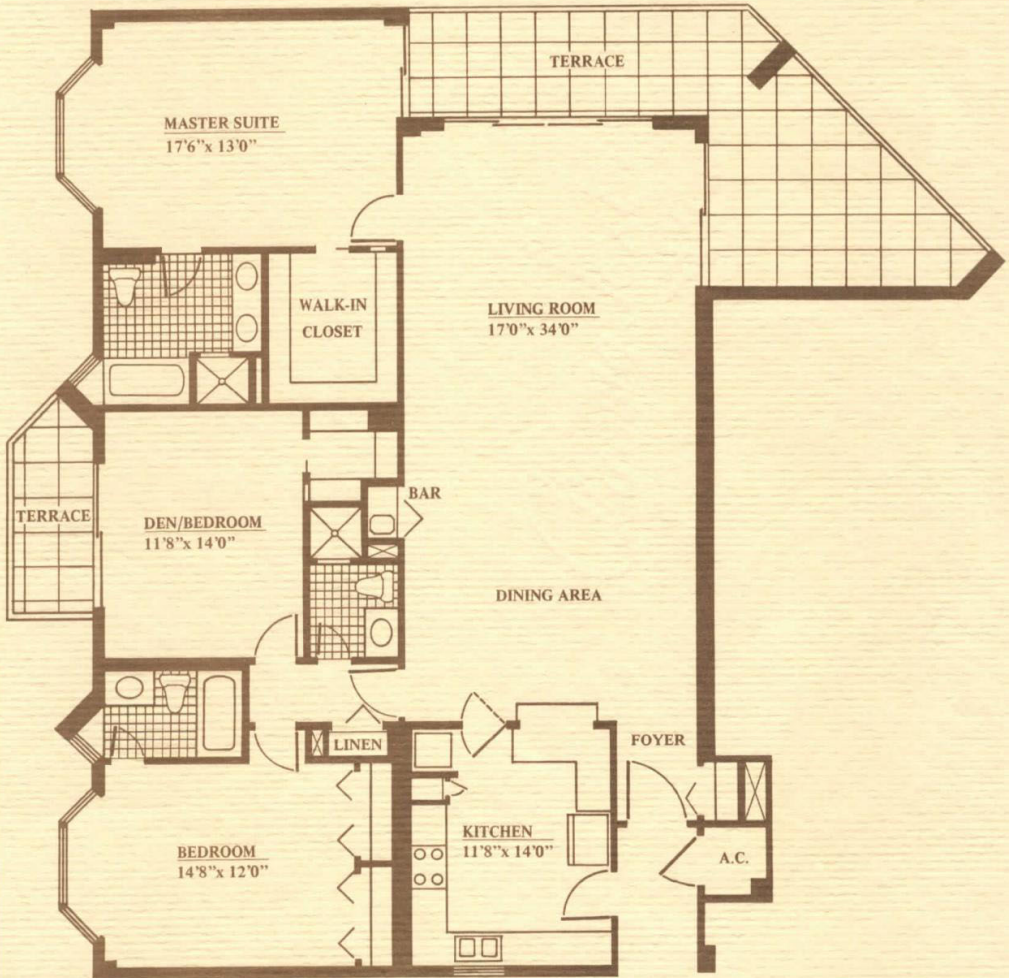 TERRACE
MASTER SUITE
17'6"x 13'0"
WALK-IN
CLOSET
LIVING ROOM
17'0"x 34'0"
BAR
TERRACE
DEN/BEDROOM
11'8"x 14'0"
DINING AREA
FOYER
LINEN
KITCHEN
11'8"x 14'0"
BEDROOM
14'8"x 12'0"
A.C.